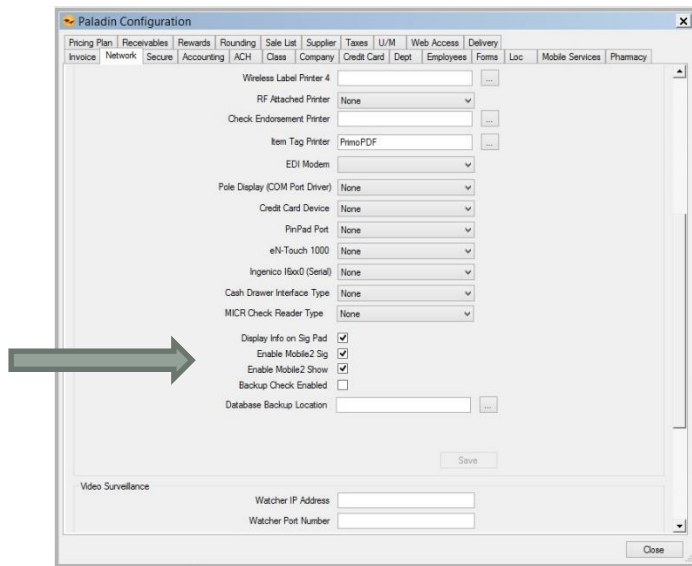 Paladin Configuration
Pricing Plan Receivables Rewards Rounding Sale List Supplier Taxes U/M Web Access Delivery
Invoice Network Secure Accounting ACH Class Company Credit Card Dept Employees Forms Loc Mobile Services Pharmacy
Wireless Label Printer 4 ...
RF Attached Printer None
Check Endorsement Printer ...
Item Tag Printer PrimoPDF ...
EDI Modem
Pole Display (COM Port Driver) None
Credit Card Device None
PinPad Port None
eN-Touch 1000 None
Ingenico I6xx0 (Serial) None
Cash Drawer Interface Type None
MICR Check Reader Type None
Display Info on Sig Pad
Enable Mobile2 Sig
Enable Mobile2 Show
Backup Check Enabled
Database Backup Location ...
Save
Video Surveillance
Watcher IP Address
Watcher Port Number
Close